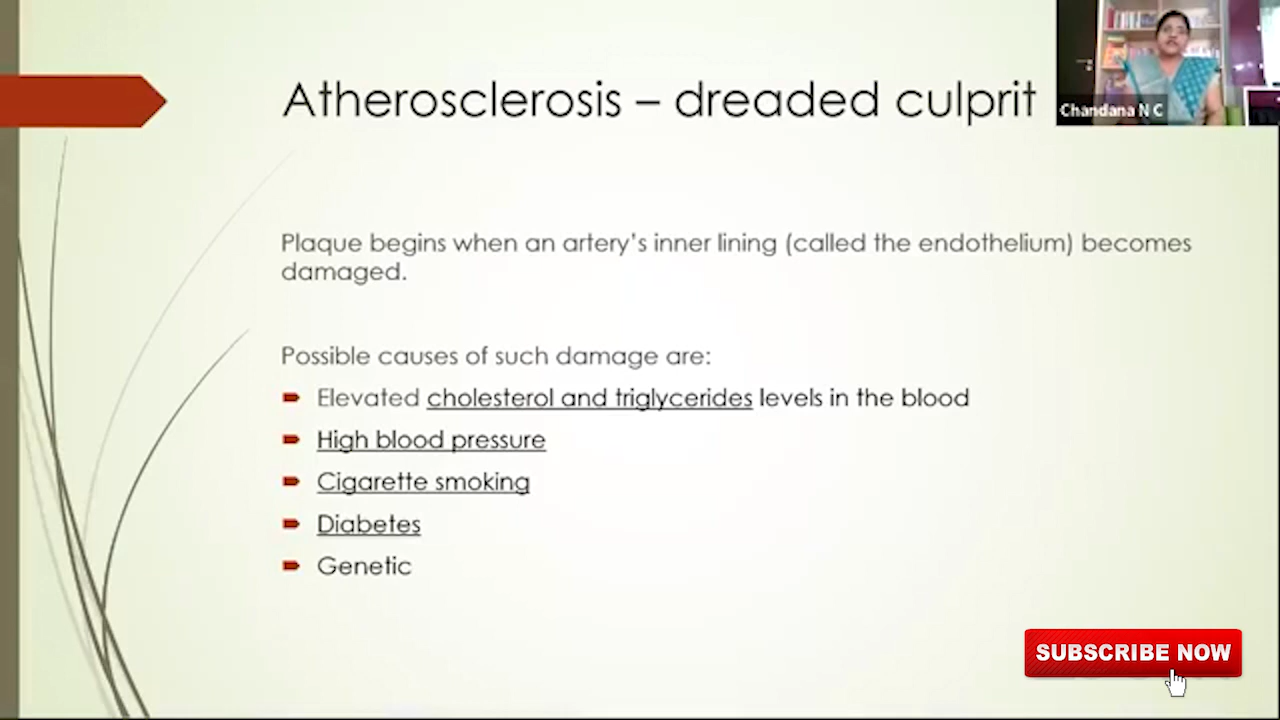 Atherosclerosis – dreaded culprit
Chandana N C
Plaque begins when an artery’s inner lining (called the endothelium) becomes
damaged.
Possible causes of such damage are:
Elevated cholesterol and triglycerides levels in the blood
High blood pressure
Cigarette smoking
Diabetes
Genetic
SUBSCRIBE NOW